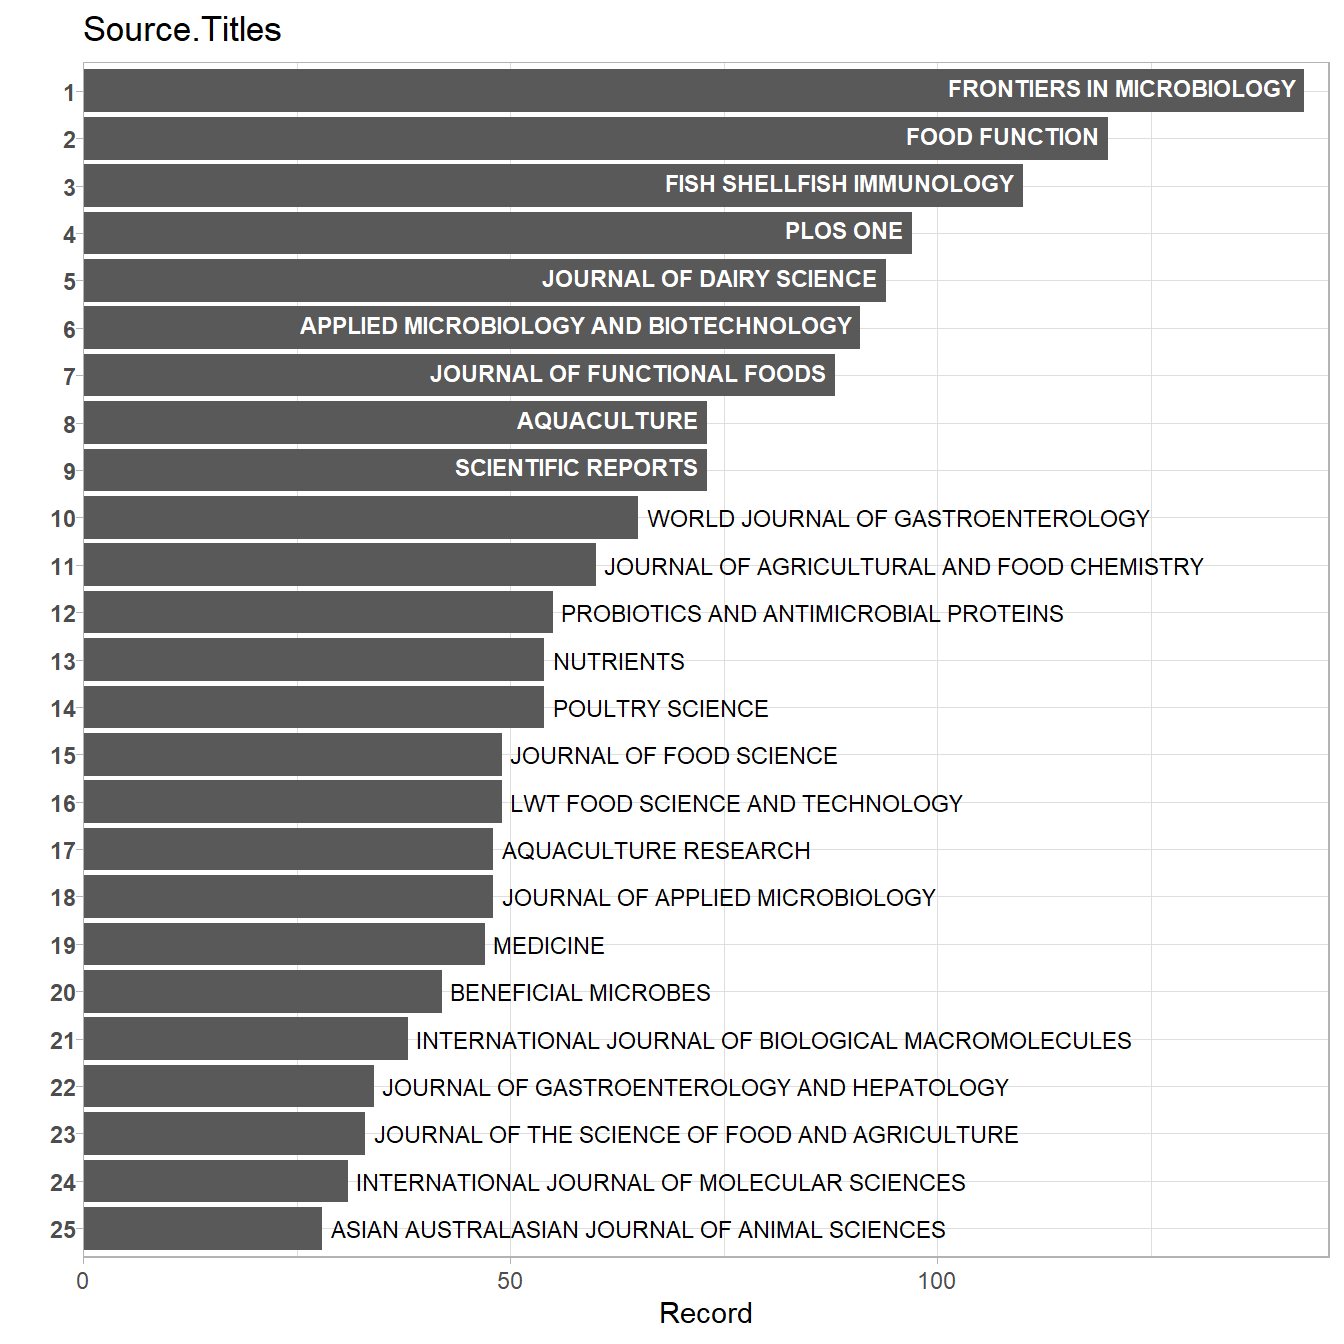 Source.Titles
1 FRONTIERS IN MICROBIOLOGY
2 FOOD FUNCTION
3 FISH SHELLFISH IMMUNOLOGY
4 PLOS ONE
5 JOURNAL OF DAIRY SCIENCE
6 APPLIED MICROBIOLOGY AND BIOTECHNOLOGY
7 JOURNAL OF FUNCTIONAL FOODS
8 AQUACULTURE
9 SCIENTIFIC REPORTS
10 WORLD JOURNAL OF GASTROENTEROLOGY
11 JOURNAL OF AGRICULTURAL AND FOOD CHEMISTRY
12 PROBIOTICS AND ANTIMICROBIAL PROTEINS
13 NUTRIENTS
14 POULTRY SCIENCE
15 JOURNAL OF FOOD SCIENCE
16 LWT FOOD SCIENCE AND TECHNOLOGY
17 AQUACULTURE RESEARCH
18 JOURNAL OF APPLIED MICROBIOLOGY
19 MEDICINE
20 BENEFICIAL MICROBES
21 INTERNATIONAL JOURNAL OF BIOLOGICAL MACROMOLECULES
22 JOURNAL OF GASTROENTEROLOGY AND HEPATOLOGY
23 JOURNAL OF THE SCIENCE OF FOOD AND AGRICULTURE
24 INTERNATIONAL JOURNAL OF MOLECULAR SCIENCES
25 ASIAN AUSTRALASIAN JOURNAL OF ANIMAL SCIENCES
0 50 100
Record